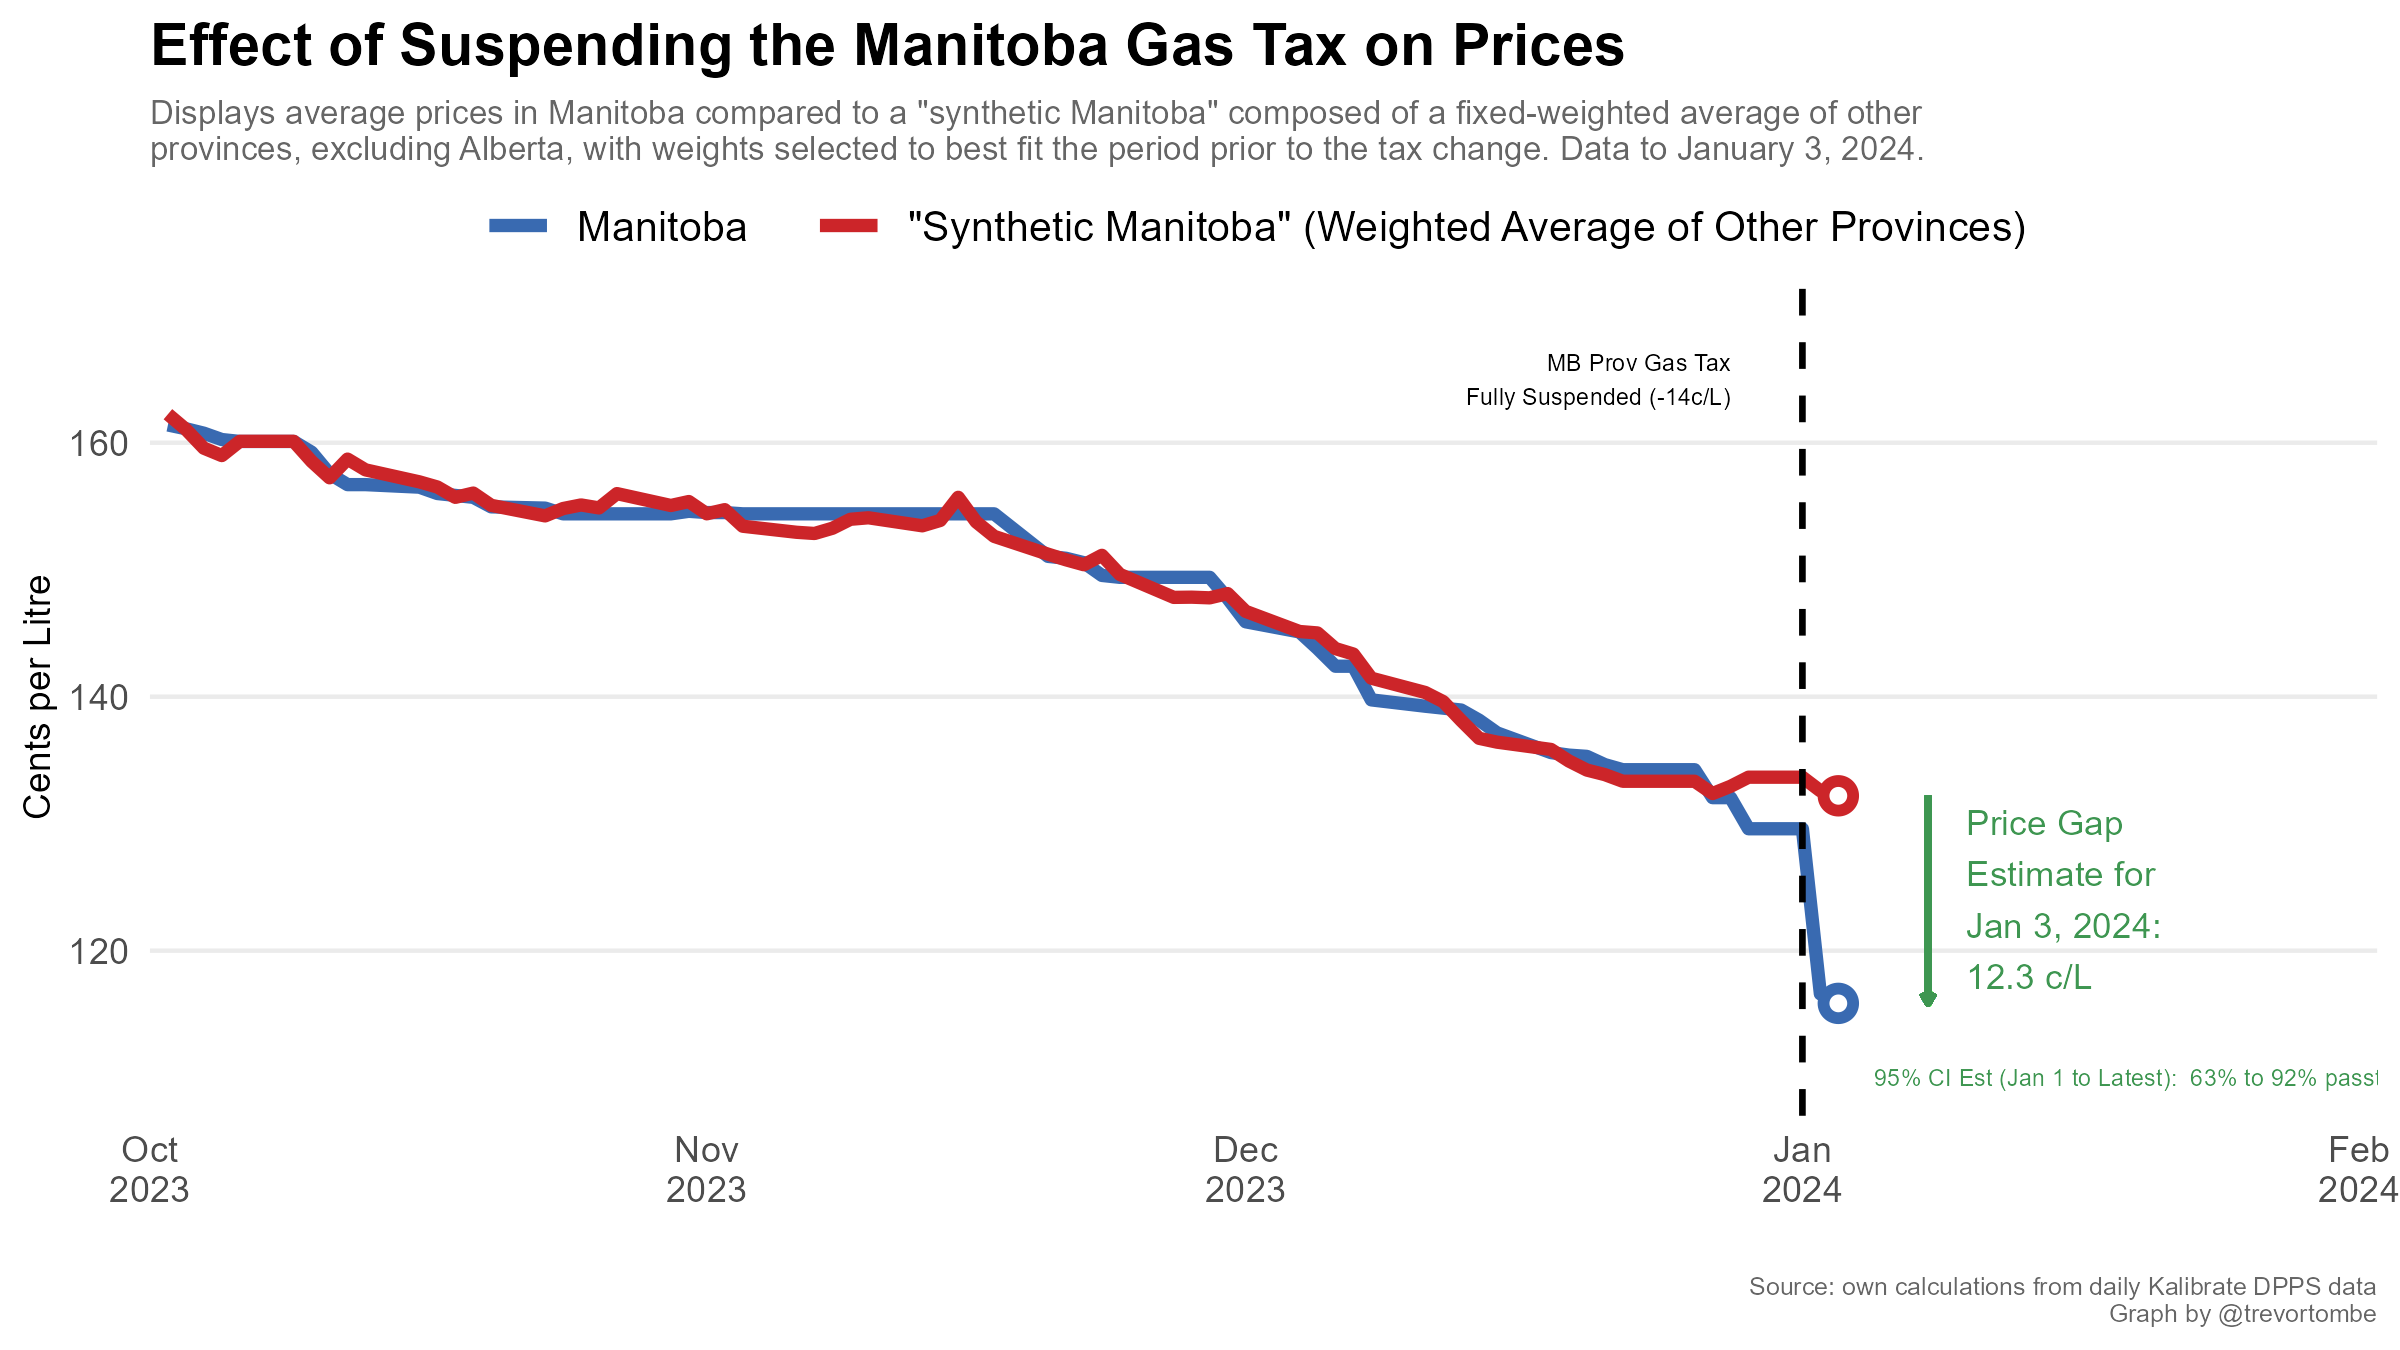 Effect of Suspending the Manitoba Gas Tax on Prices
Displays average prices in Manitoba compared to a "synthetic Manitoba" composed of a fixed-weighted average of other
provinces, excluding Alberta, with weights selected to best fit the period prior to the tax change. Data to January 3, 2024.
Manitoba
"Synthetic Manitoba" (Weighted Average of Other Provinces)
MB Prov Gas Tax
Fully Suspended (-14c/L)
160
140
120
Cents per Litre
Price Gap
Estimate for
Jan 3, 2024:
12.3 c/L
95% CI Est (Jan 1 to Latest): 63% to 92%
Oct
2023
Nov
2023
Dec
2023
Jan
2024
Feb
2024
Source: own calculations from daily Kalibrate DPPS data
Graph by @trevortombe